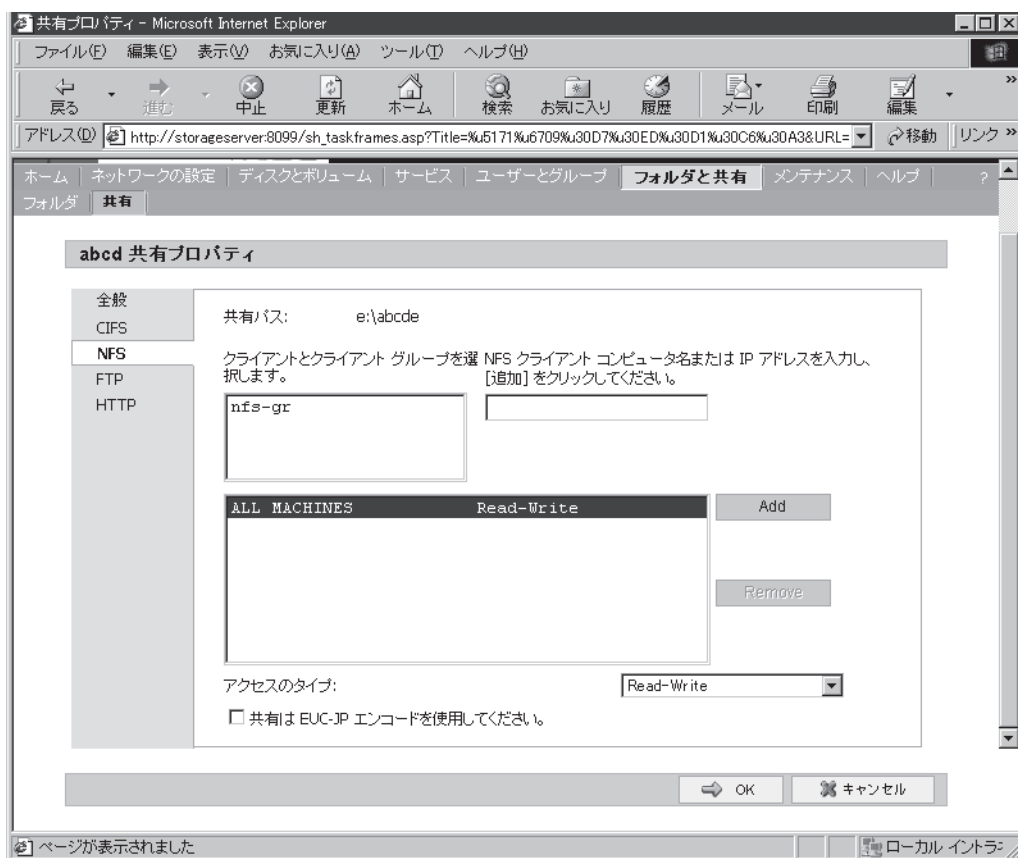 共有プロパティ - Microsoft Internet Explorer
ファイル(F) 編集(E) 表示(V) お気に入り(A) ツール(T) ヘルプ(H)
戻る 進む 中止 更新 ホーム 検索 お気に入り 履歴 メール 印刷 編集 »
アドレス(D) http://storageserver:8099/sh_taskframes.asp?Title=%u5171%u6709%u30D7%u30ED%u30D1%u30C6%u30A3&URL= 移動 リンク »
ホーム | ネットワークの設定 | ディスクとボリューム | サービス | ユーザーとグループ | フォルダと共有 | メンテナンス | ヘルプ | ?
フォルダ 共有
abcd 共有プロパティ
全般
CIFS
NFS
FTP
HTTP
共有パス: e:\abcde
クライアントとクライアント グループを選択します。
NFS クライアント コンピュータ名または IP アドレスを入力し、
[追加] をクリックしてください。
nfs-gr
ALL MACHINES Read-Write
Add
Remove
アクセスのタイプ: Read-Write
共有は EUC-JP エンコードを使用してください。
OK キャンセル
ページが表示されました ローカル イントラ